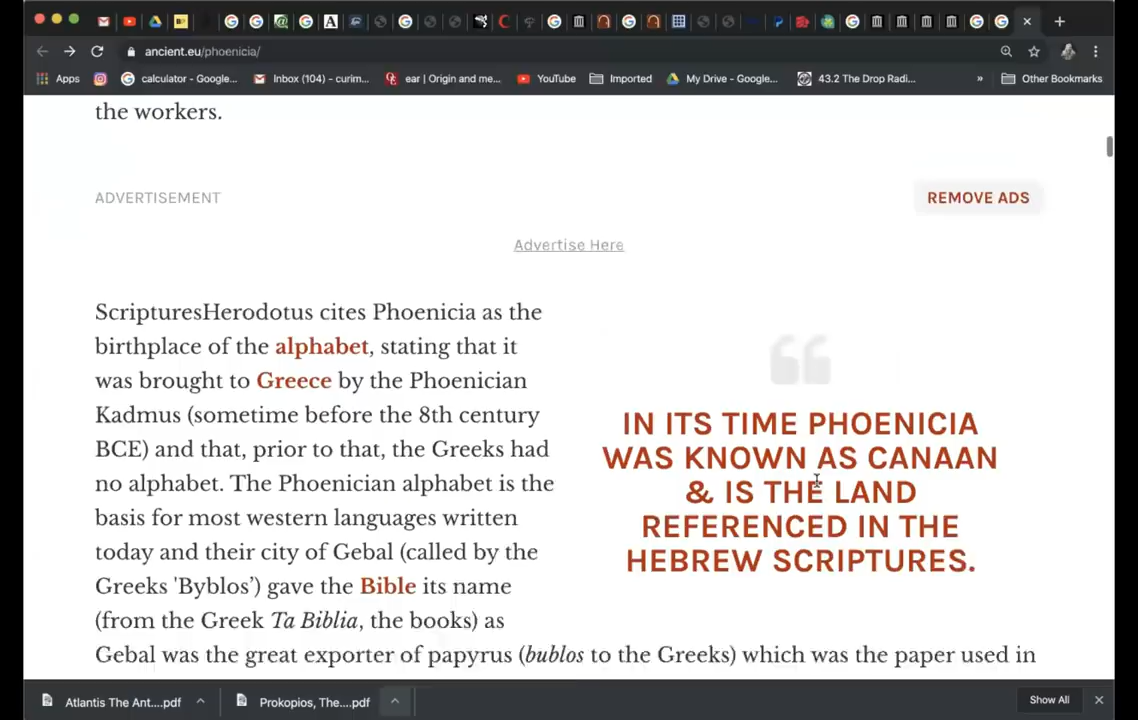 ancient.eu/phoenicia/
Apps
calculator - Google...
Inbox (104) - curim...
ear | Origin and me...
YouTube
Imported
My Drive - Google...
43.2 The Drop Radi...
»
Other Bookmarks
the workers.
ADVERTISEMENT
REMOVE ADS
Advertise Here
ScripturesHerodotus cites Phoenicia as the
birthplace of the alphabet, stating that it
was brought to Greece by the Phoenician
Kadmus (sometime before the 8th century
BCE) and that, prior to that, the Greeks had
no alphabet. The Phoenician alphabet is the
basis for most western languages written
today and their city of Gebal (called by the
Greeks 'Byblos’) gave the Bible its name
(from the Greek Ta Biblia, the books) as
Gebal was the great exporter of papyrus (bublos to the Greeks) which was the paper used in
“
IN ITS TIME PHOENICIA
WAS KNOWN AS CANAAN
& IS THE LAND
REFERENCED IN THE
HEBREW SCRIPTURES.
Atlantis The Ant....pdf
Prokopios, The....pdf
Show All